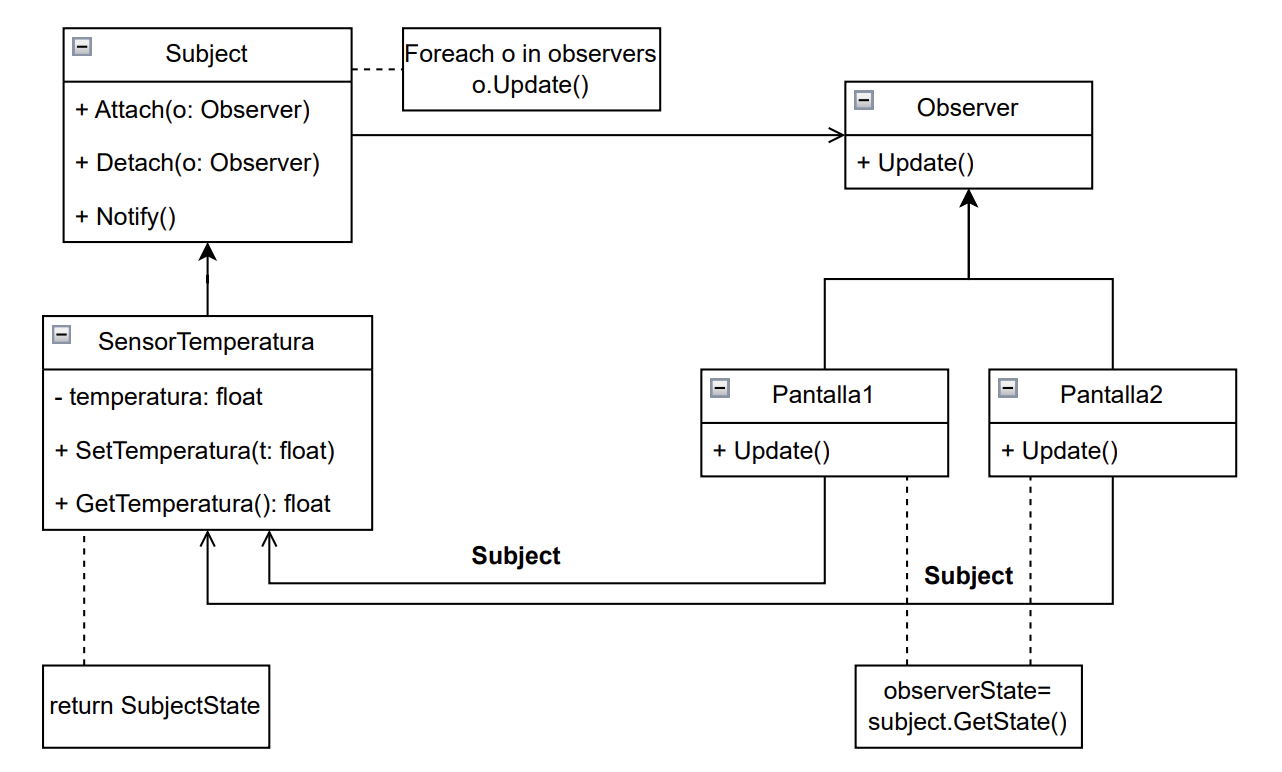 Subject
+ Attach(o: Observer)
+ Detach(o: Observer)
+ Notify()
Foreach o in observers
o.Update()
Observer
+ Update()
SensorTemperatura
- temperatura: float
+ SetTemperatura(t: float)
+ GetTemperatura(): float
Pantalla1
+ Update()
Pantalla2
+ Update()
Subject
Subject
return SubjectState
observerState=
subject.GetState()